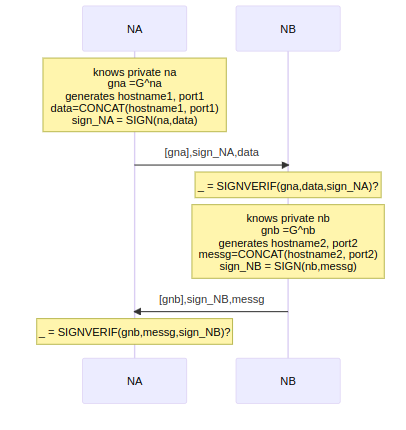 NA
NB
knows private na
gna =G^na
generates hostname1, port1
data=CONCAT(hostname1, port1)
sign_NA = SIGN(na,data)
[gna],sign_NA,data
_ = SIGNVERIF(gna,data,sign_NA)?
knows private nb
gnb =G^nb
generates hostname2, port2
messg=CONCAT(hostname2, port2)
sign_NB = SIGN(nb,messg)
[gnb],sign_NB,messg
_ = SIGNVERIF(gnb,messg,sign_NB)?
NA
NB